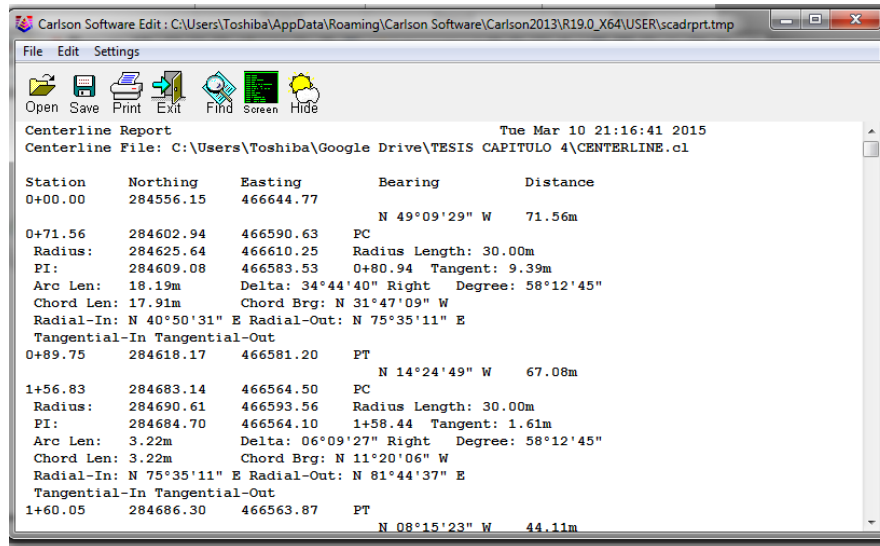 Carlson Software Edit : C:\Users\Toshiba\AppData\Roaming\Carlson Software\Carlson2013\R19.0_X64\USER\scadrprt.tmp
File Edit Settings
Open Save Print Exit Find Screen Hide
Centerline Report Tue Mar 10 21:16:41 2015
Centerline File: C:\Users\Toshiba\Google Drive\TESIS CAPITULO 4\CENTERLINE.cl
Station Northing Easting Bearing Distance
0+00.00 284556.15 466644.77
N 49°09'29" W 71.56m
0+71.56 284602.94 466590.63 PC
Radius: 284625.64 466610.25 Radius Length: 30.00m
PI: 284609.08 466583.53 0+80.94 Tangent: 9.39m
Arc Len: 18.19m Delta: 34°44'40" Right Degree: 58°12'45"
Chord Len: 17.91m Chord Brg: N 31°47'09" W
Radial-In: N 40°50'31" E Radial-Out: N 75°35'11" E
Tangential-In Tangential-Out
0+89.75 284618.17 466581.20 PT
N 14°24'49" W 67.08m
1+56.83 284683.14 466564.50 PC
Radius: 284690.61 466593.56 Radius Length: 30.00m
PI: 284684.70 466564.10 1+58.44 Tangent: 1.61m
Arc Len: 3.22m Delta: 06°09'27" Right Degree: 58°12'45"
Chord Len: 3.22m Chord Brg: N 11°20'06" W
Radial-In: N 75°35'11" E Radial-Out: N 81°44'37" E
Tangential-In Tangential-Out
1+60.05 284686.30 466563.87 PT
N 08°15'23" W 44.11m